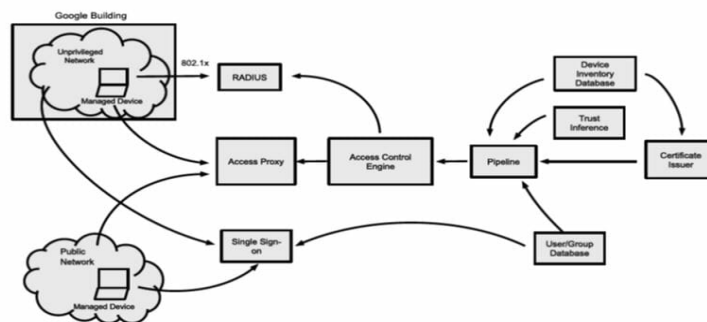 Google Building
Unprivileged
Network
Managed Device
802.1x
RADIUS
Device
Inventory
Database
Trust
Inference
Access Proxy
Access Control
Engine
Pipeline
Certificate
Issuer
Public
Network
Managed Device
Single Sign-
on
User/Group
Database